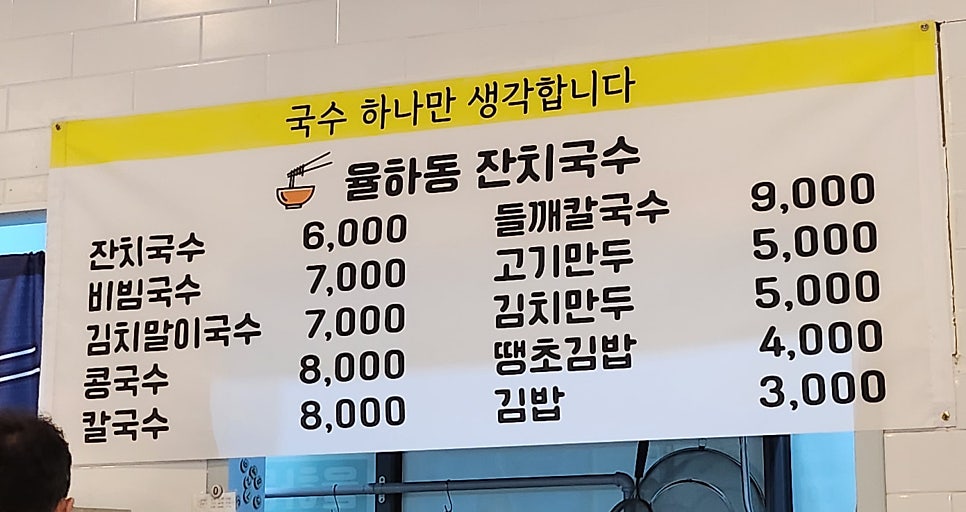 국수 하나만 생각합니다
율하동 잔치국수
잔치국수 6,000
비빔국수 7,000
김치말이국수 7,000
콩국수 8,000
칼국수 8,000
들깨칼국수 9,000
고기만두 5,000
김치만두 5,000
땡초김밥 4,000
김밥 3,000